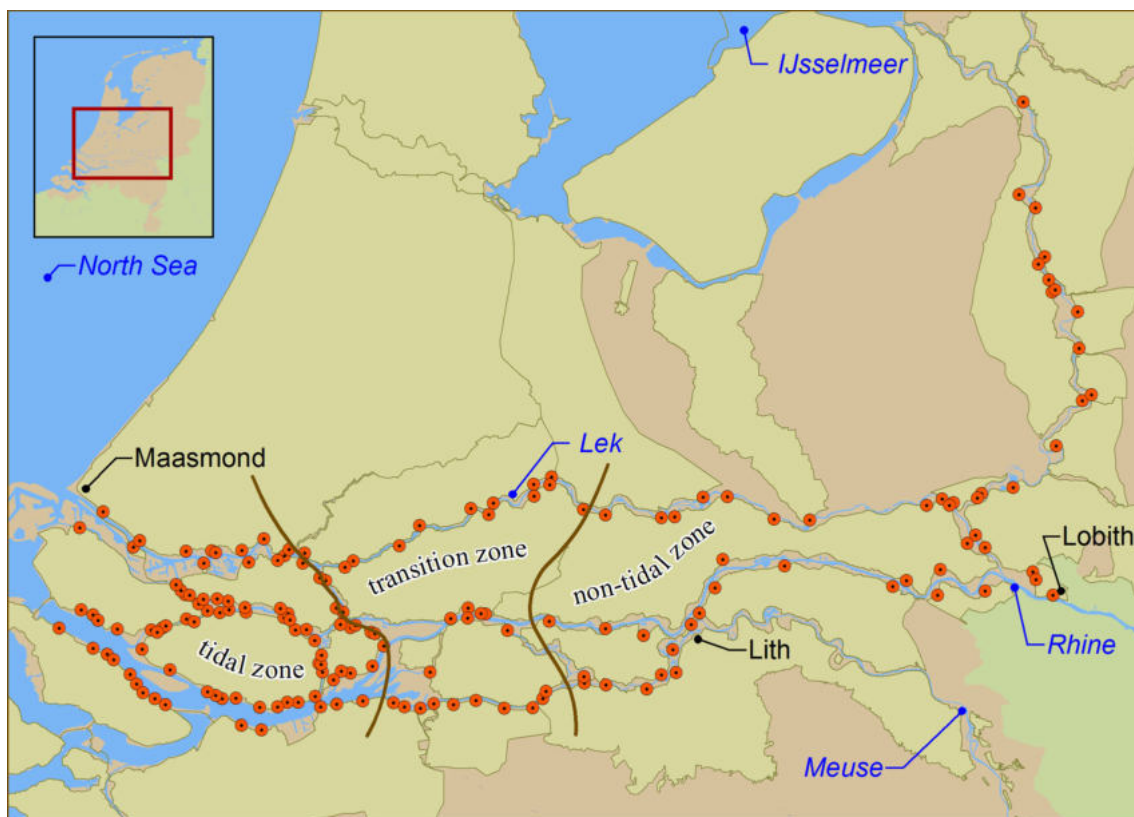 IJsselmeer
North Sea
Lek
Maasmond
transition zone
non-tidal zone
Lobith
tidal zone
Lith
Rhine
Meuse